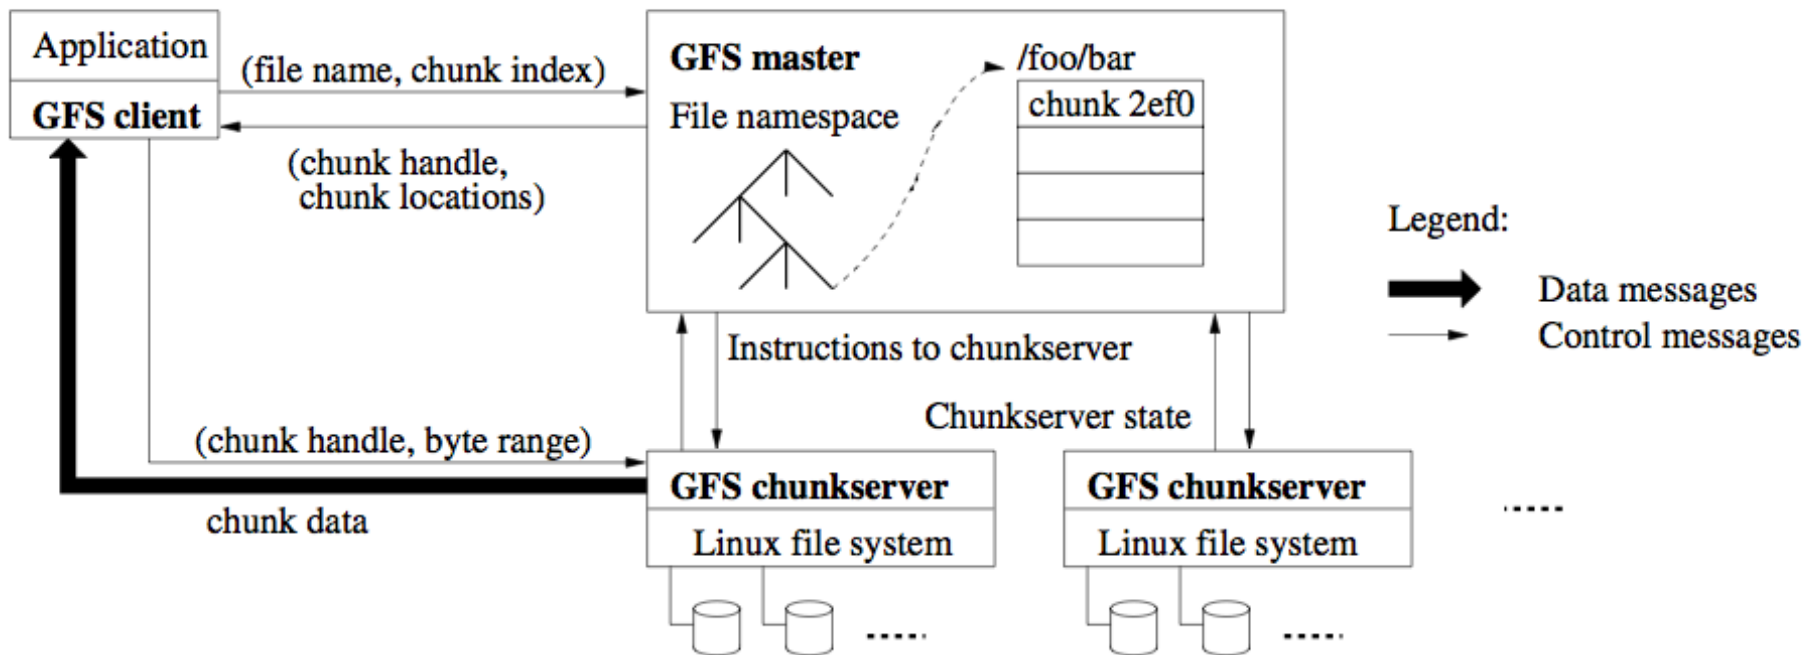 Application
GFS client
(file name, chunk index)
(chunk handle,
chunk locations)
GFS master
File namespace
/foo/bar
chunk 2ef0
Legend:
Data messages
Control messages
Instructions to chunkserver
Chunkserver state
(chunk handle, byte range)
chunk data
GFS chunkserver
Linux file system
GFS chunkserver
Linux file system